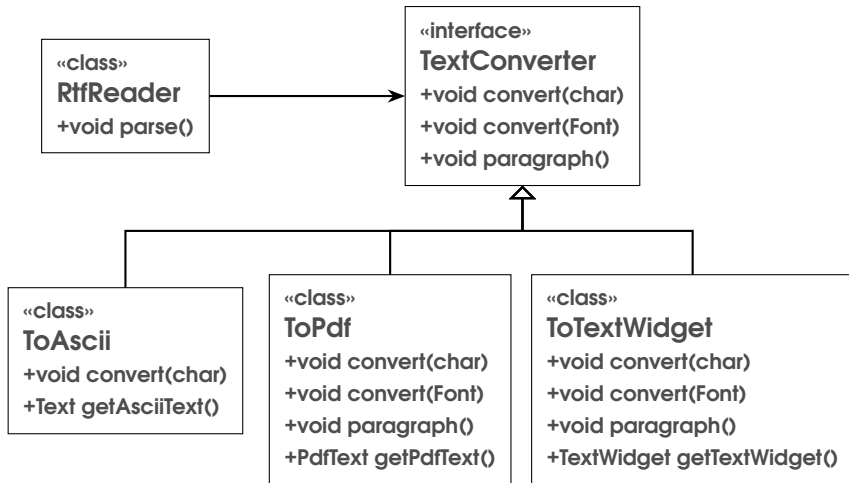 «class»
RtfReader
+void parse()
«interface»
TextConverter
+void convert(char)
+void convert(Font)
+void paragraph()
«class»
ToAscii
+void convert(char)
+Text getAsciiText()
«class»
ToPdf
+void convert(char)
+void convert(Font)
+void paragraph()
+PdfText getPdfText()
«class»
ToTextWidget
+void convert(char)
+void convert(Font)
+void paragraph()
+TextWidget getTextWidget()